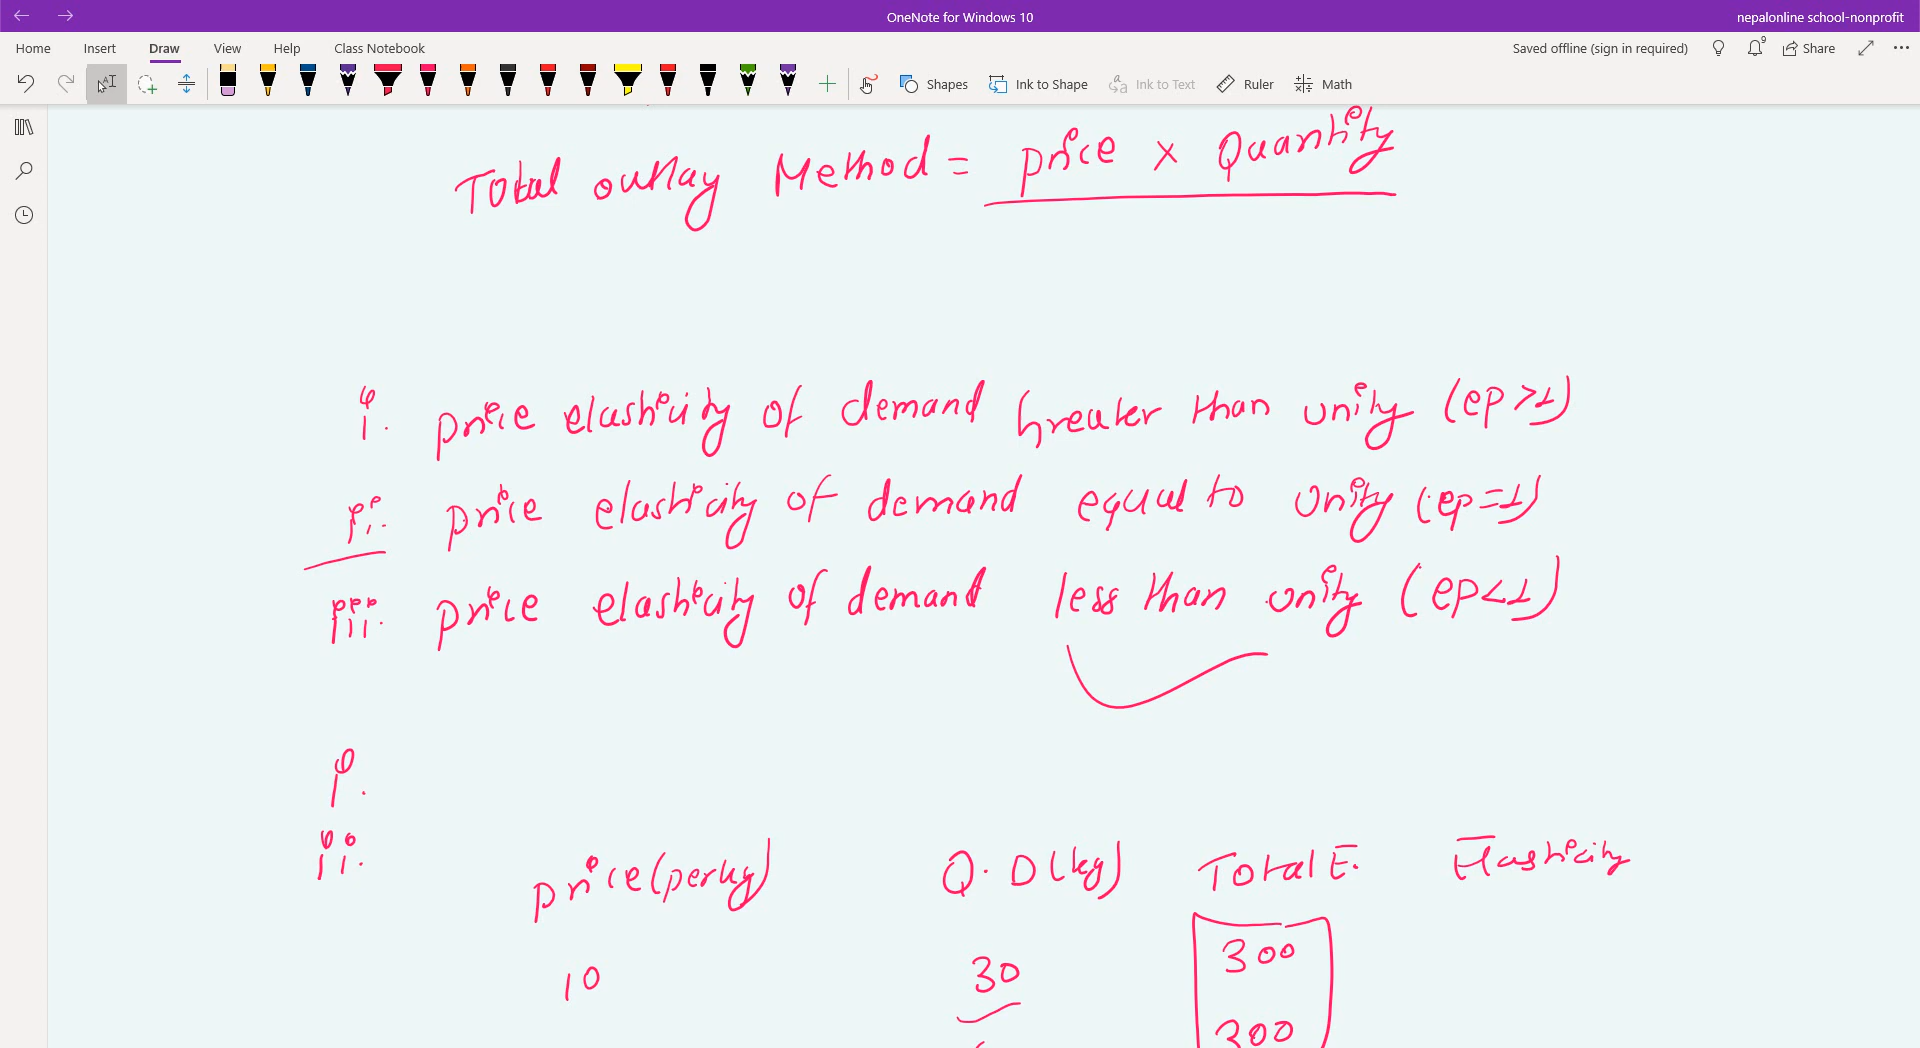 OneNote for Windows 10
nepalonline school-nonprofit
Home Insert Draw View Help Class Notebook
Saved offline (sign in required) 9 Share
Shapes Ink to Shape Ink to Text Ruler Math
Total outlay Method = price x Quantity
i. price elasticity of demand Greater than unity (ep>1)
ii. price elasticity of demand equal to unity (ep=1)
iii. price elasticity of demand less than unity (ep<1)
i.
ii.
price (per kg) Q. D (kg) Total E. Elasticity
10 30 300
300